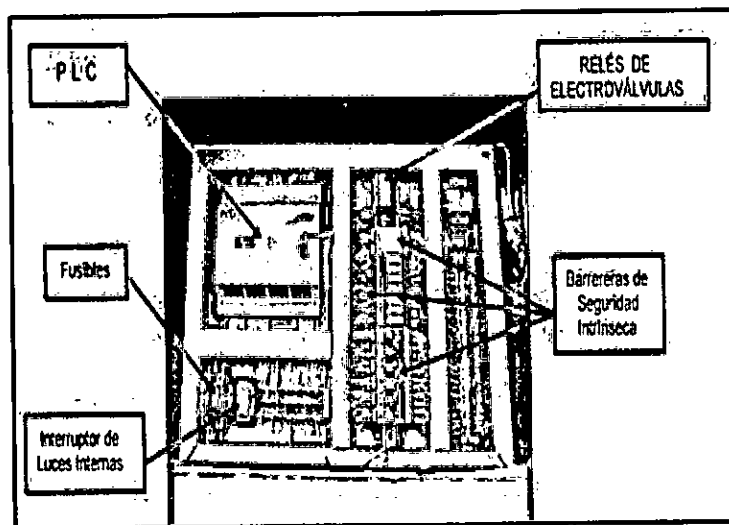 PLC
RELÉS DE
ELECTROVÁLVULAS
Fusibles
Barrereras de
Seguridad
Intrínseca
Interruptor de
Luces Internas